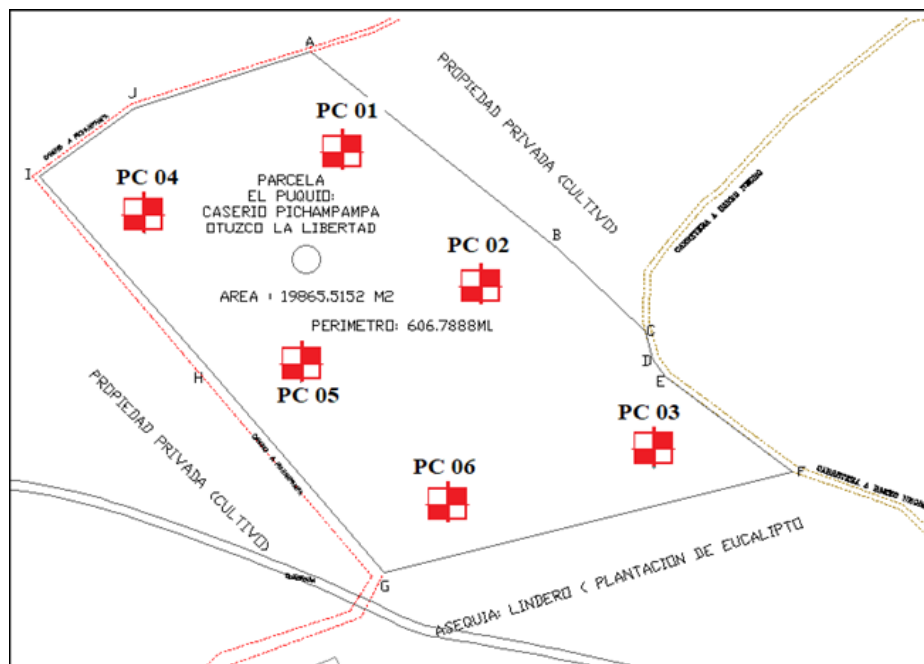 A
PROPIEDAD PRIVADA (CULTIVO)
J
PC 01
I
PC 04
PARCELA
EL PUQUIO:
CASERIO PICHAMPAMPA
OTUZCO LA LIBERTAD
B
PC 02
AREA : 19865.5152 M2
PERIMETRO: 606.7888ML
C
D
E
H
PC 05
PROPIEDAD PRIVADA (CULTIVO)
PC 03
PC 06
F
CARRETERA A
CARRETERA A
G
ASEQUIA: LINDERO ( PLANTACION DE EUCALIPTO